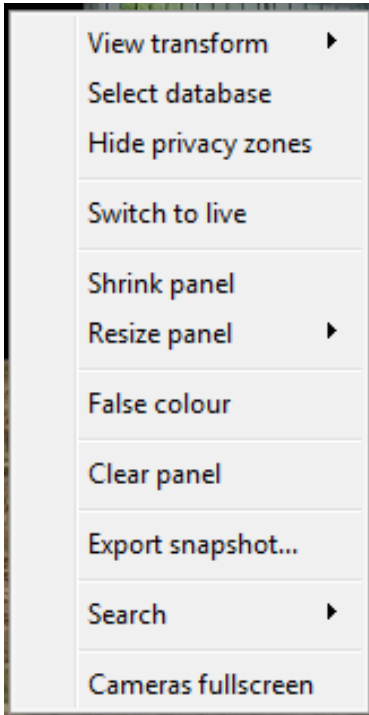 View transform
Select database
Hide privacy zones
Switch to live
Shrink panel
Resize panel
False colour
Clear panel
Export snapshot...
Search
Cameras fullscreen